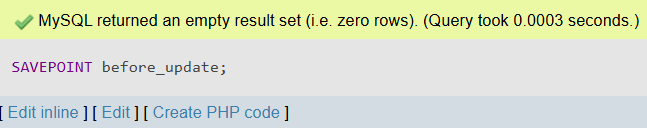 MySQL returned an empty result set (i.e. zero rows). (Query took 0.0003 seconds.)
SAVEPOINT before_update;
[ Edit inline ] [ Edit ] [ Create PHP code ]